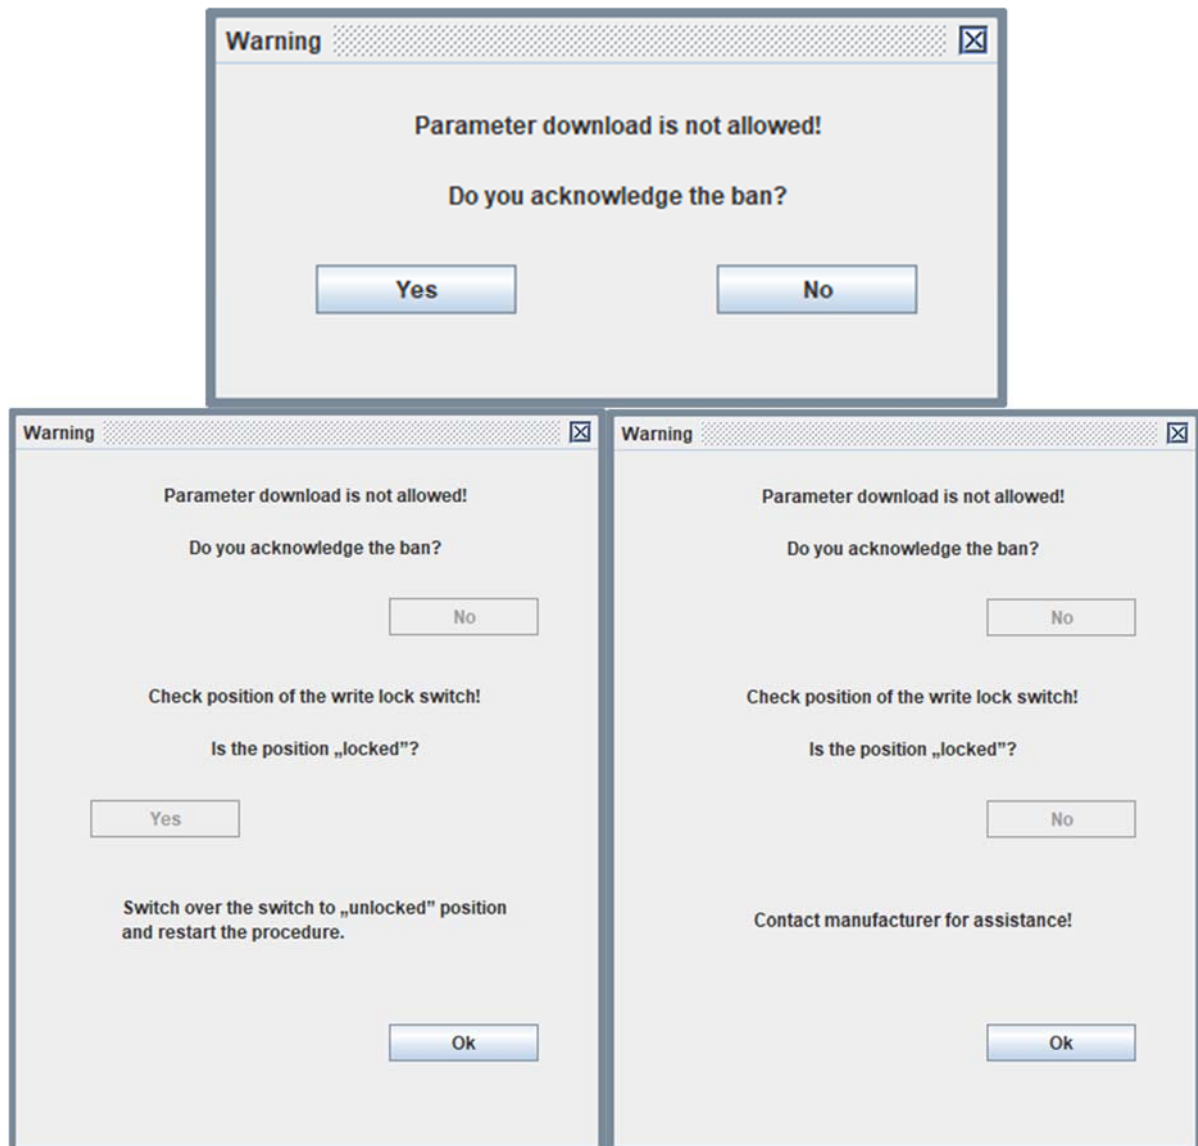 Warning
Parameter download is not allowed!
Do you acknowledge the ban?
Yes
No
Warning
Parameter download is not allowed!
Do you acknowledge the ban?
No
Check position of the write lock switch!
Is the position „locked”?
Yes
Switch over the switch to „unlocked” position
and restart the procedure.
Ok
Warning
Parameter download is not allowed!
Do you acknowledge the ban?
No
Check position of the write lock switch!
Is the position „locked”?
No
Contact manufacturer for assistance!
Ok